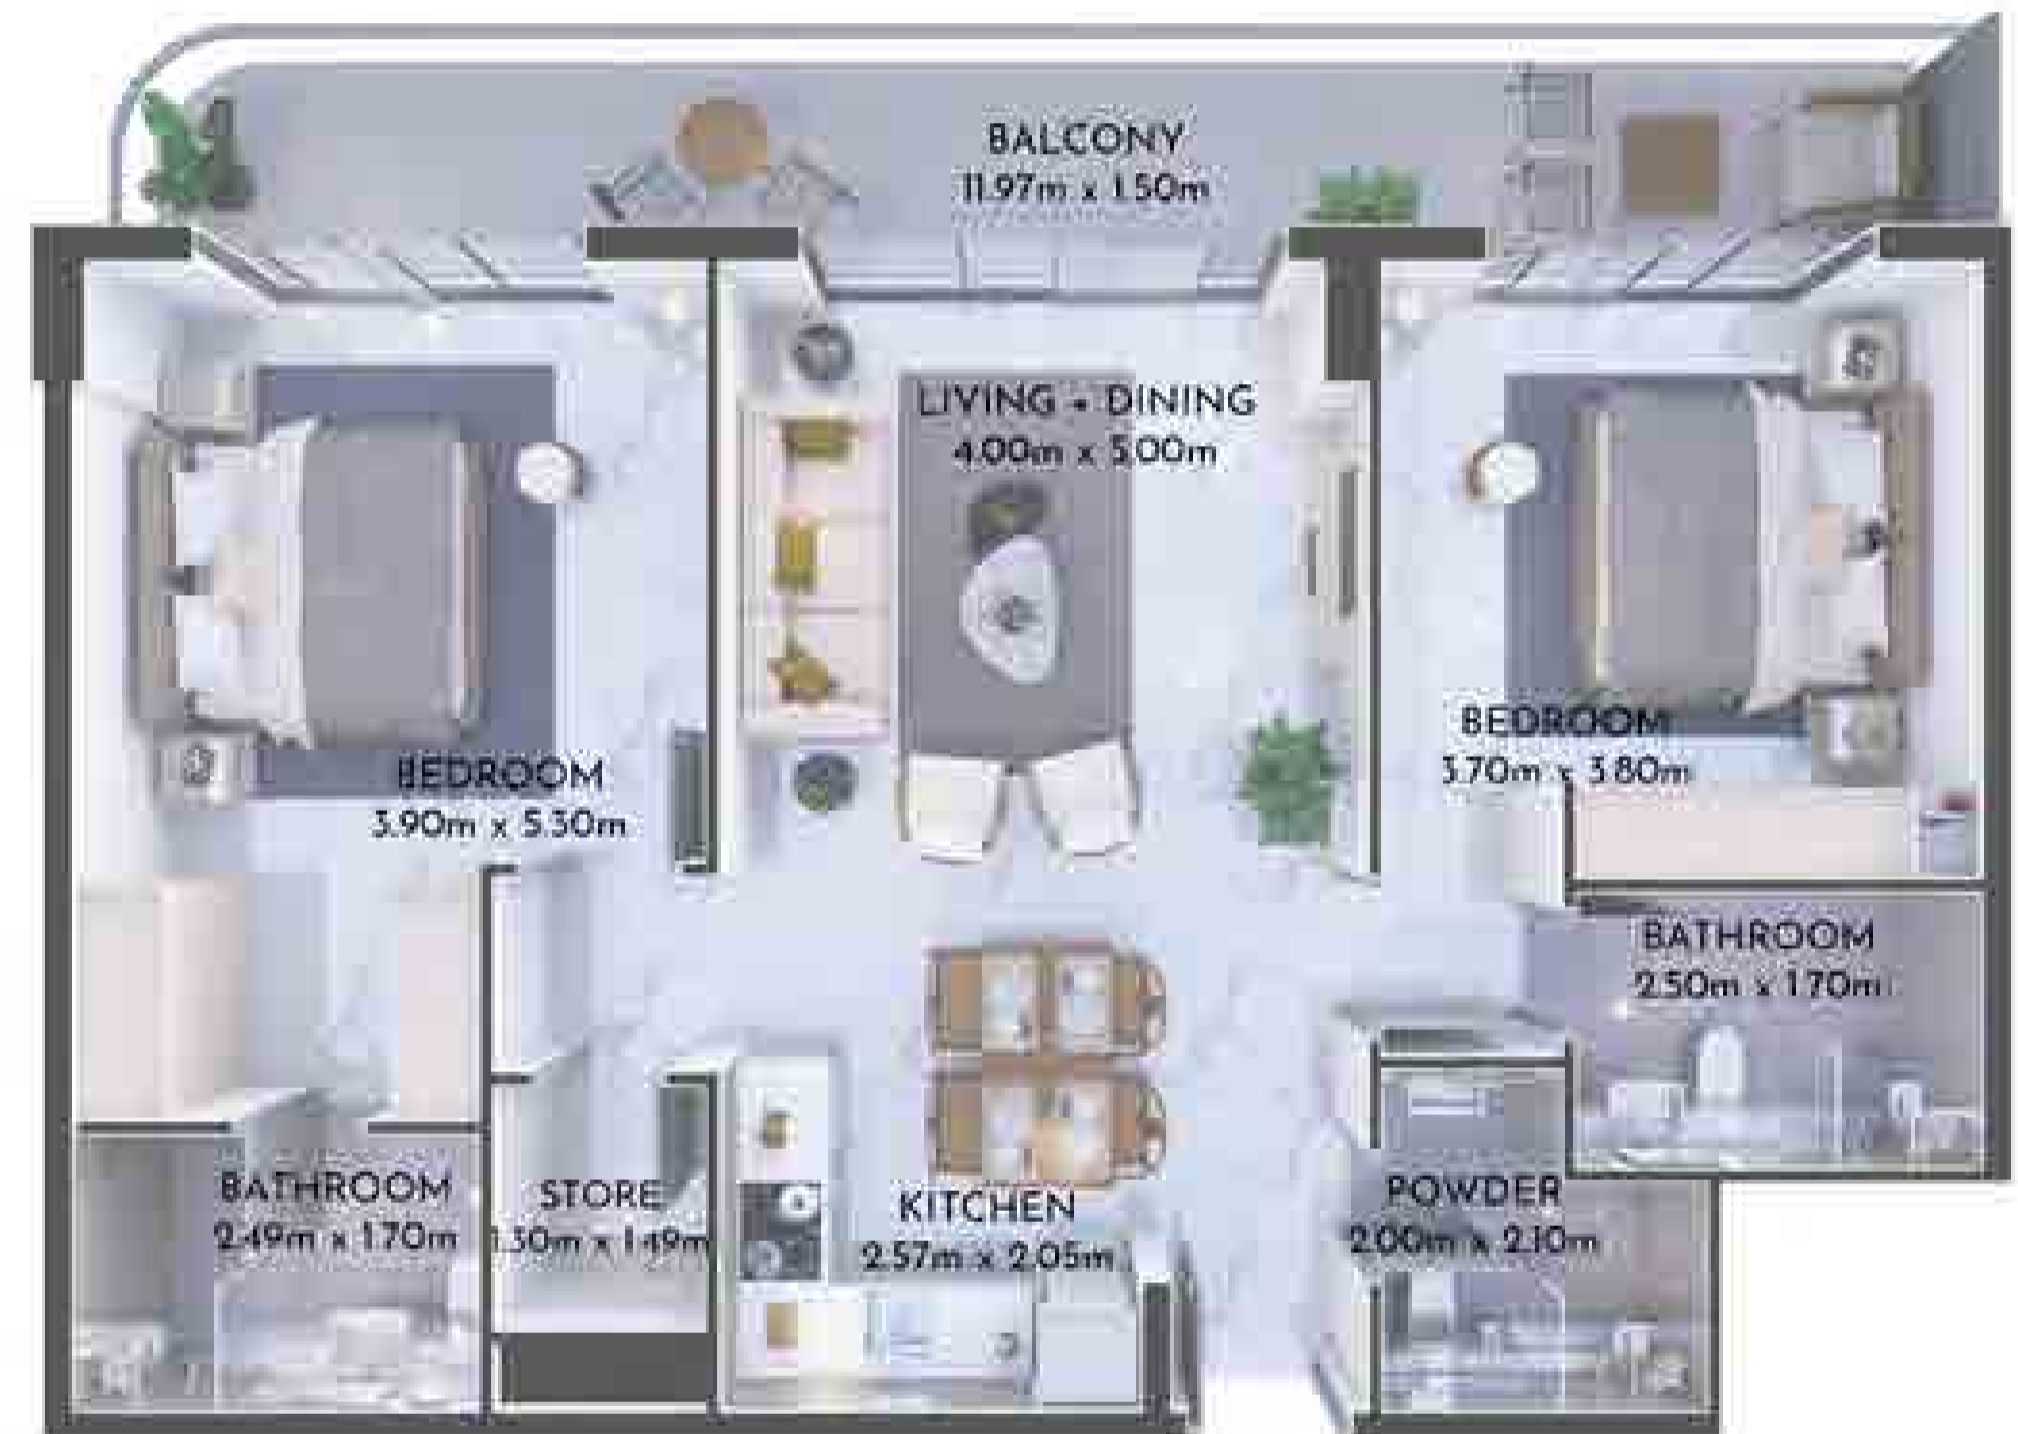 BALCONY
11.97m x 1.50m
LIVING + DINING
4.00m x 5.00m
BEDROOM
3.90m x 5.30m
BEDROOM
3.70m x 3.80m
BATHROOM
2.50m x 1.70m
BATHROOM
2.49m x 1.70m
STORE
1.30m x 1.49m
KITCHEN
2.57m x 2.05m
POWDER
2.00m x 2.10m